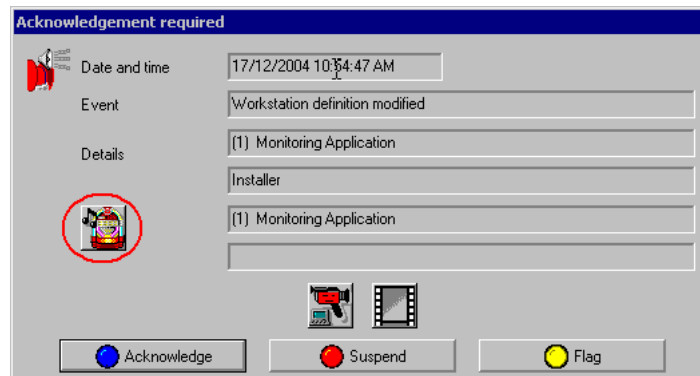 Acknowledgement required
Date and time
17/12/2004 10:54:47 AM
Event
Workstation definition modified
Details
(1) Monitoring Application
Installer
(1) Monitoring Application
Acknowledge
Suspend
Flag